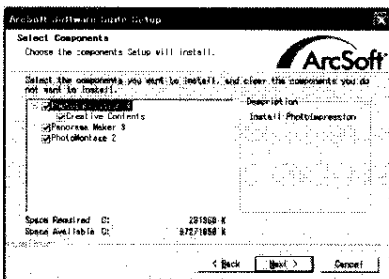 ArcSoft Software Suite Setup
Select Components
Choose the components Setup will install.
ArcSoft
Select the components you want to install, and clear the components you do
not want to install.
Description
Creative Contents
Install PhotoImpression
Panorama Maker 3
PhotoMontage 2
Space Required C: K
Space Available C: K
< Back
Next >
Cancel